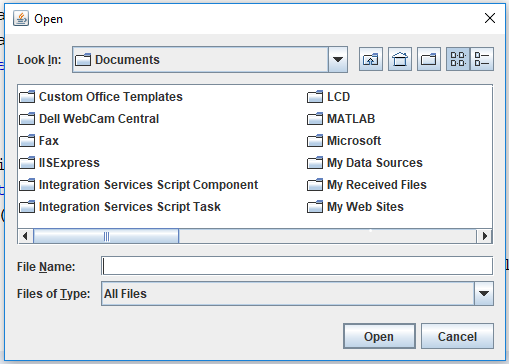 Open
Look In: Documents
Custom Office Templates
LCD
Dell WebCam Central
MATLAB
Fax
Microsoft
IISExpress
My Data Sources
Integration Services Script Component
My Received Files
Integration Services Script Task
My Web Sites
File Name:
Files of Type: All Files
Open
Cancel